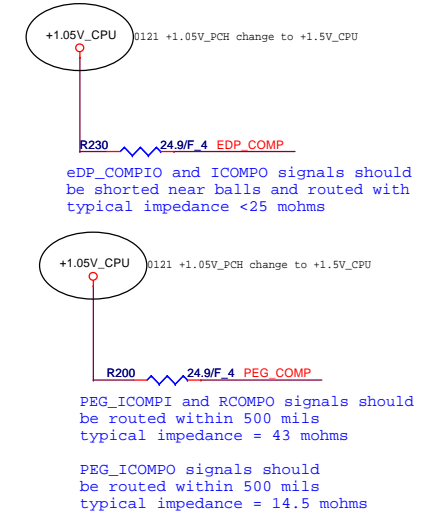 +1.05V_CPU 0121 +1.05V_PCH change to +1.5V_CPU
R230 24.9/F_4 EDP_COMP
eDP_COMPIO and ICOMPO signals should
be shorted near balls and routed with
typical impedance <25 mohms
+1.05V_CPU 0121 +1.05V_PCH change to +1.5V_CPU
R200 24.9/F_4 PEG_COMP
PEG_ICOMPI and RCOMPO signals should
be routed within 500 mils
typical impedance = 43 mohms
PEG_ICOMPO signals should
be routed within 500 mils
typical impedance = 14.5 mohms